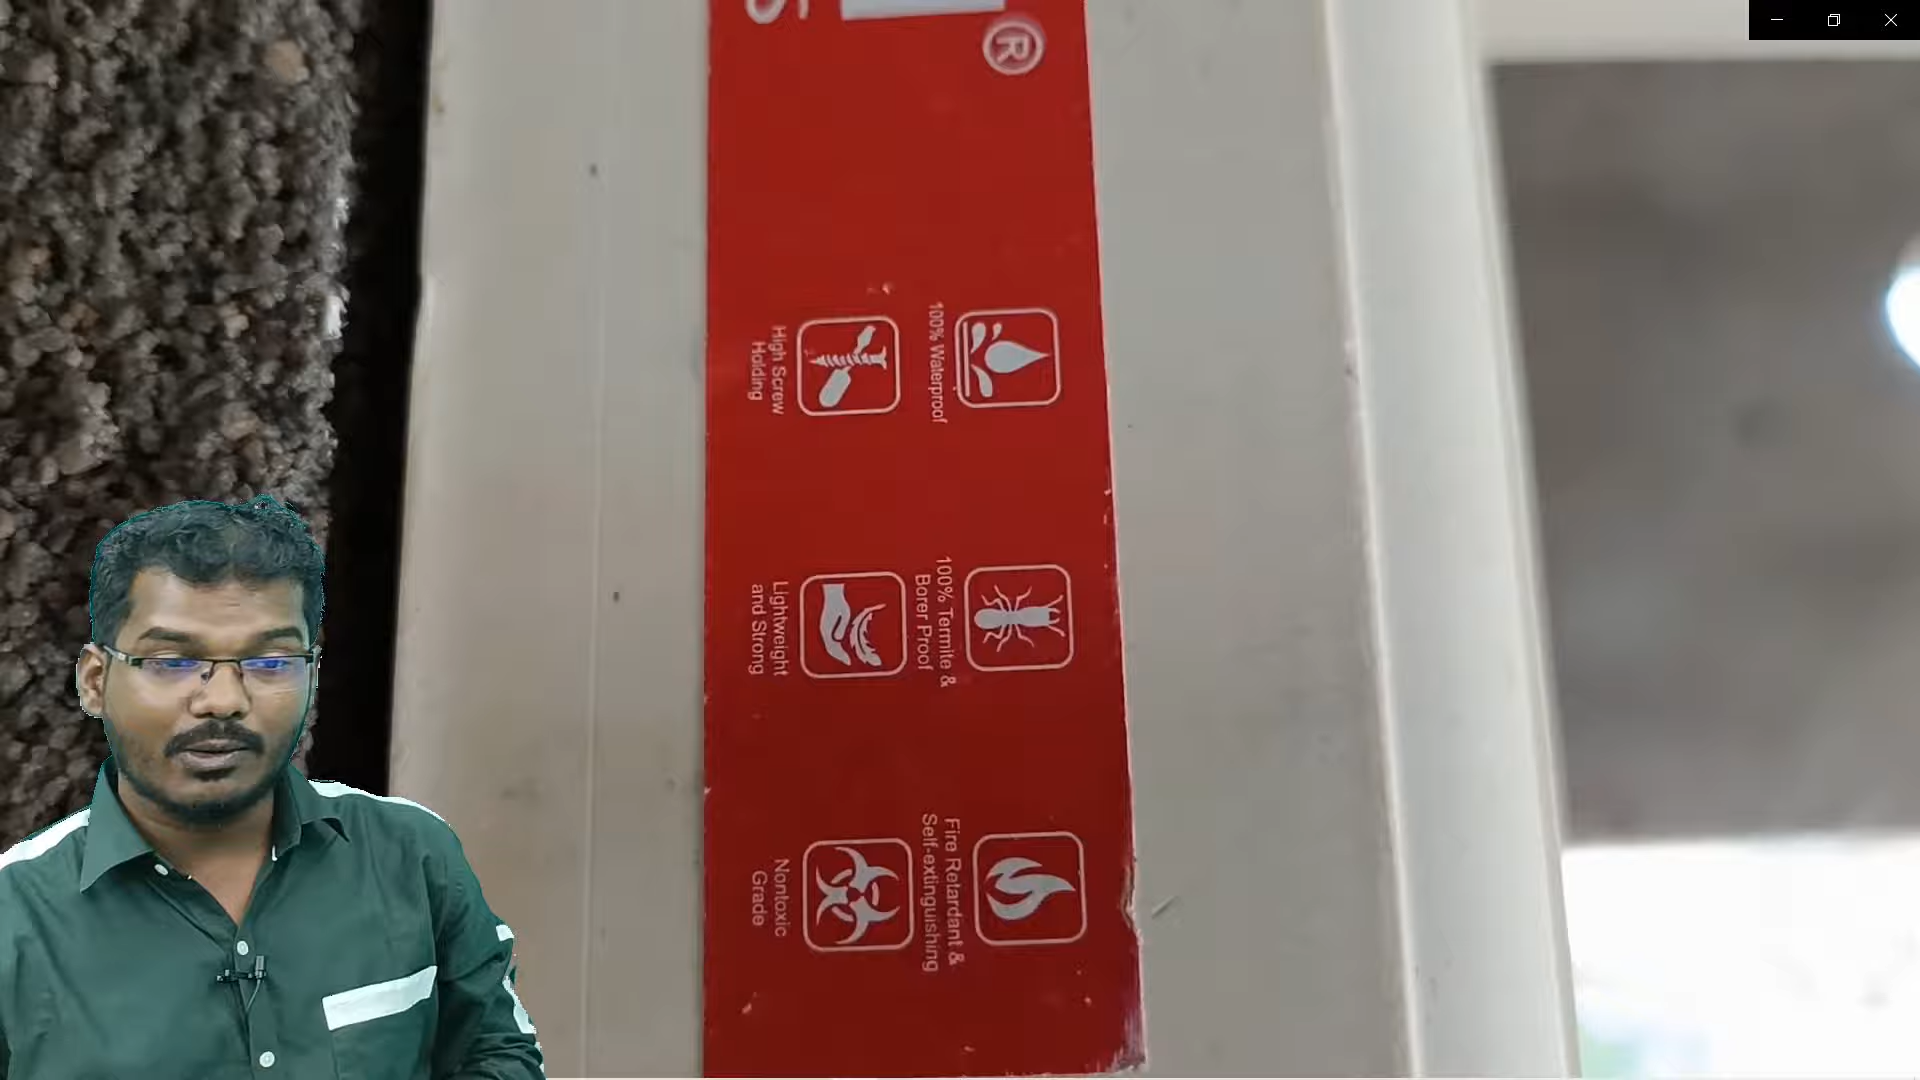 ®
100% Waterproof
100% Termite &
Borer Proof
Fire Retardant &
Self-extinguishing
High Screw
Holding
Lightweight
and Strong
Nontoxic
Grade